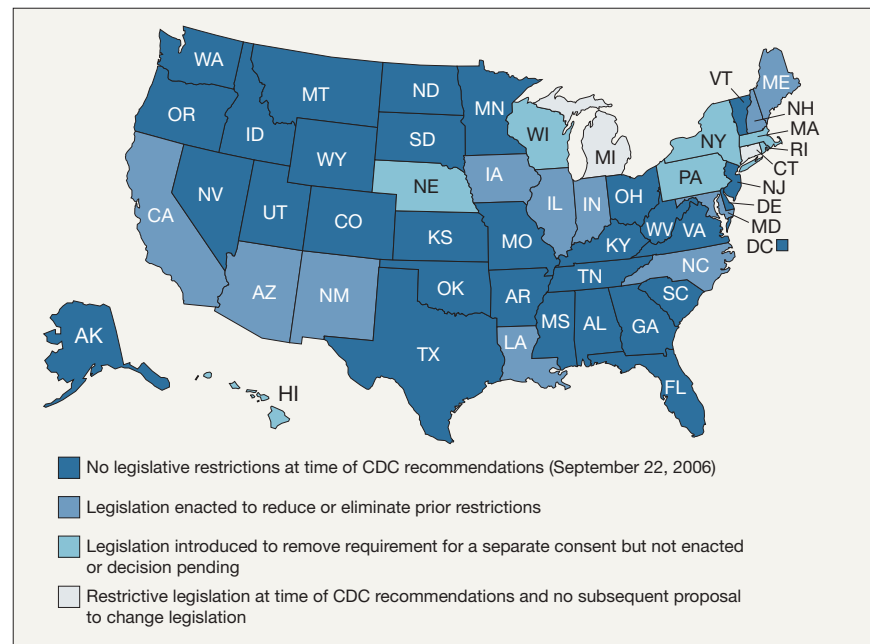 WA
MT
ND
MN
VT
ME
NH
MA
RI
CT
NJ
DE
MD
DC
OR
ID
WY
SD
WI
MI
NY
PA
NV
UT
CO
NE
IA
IL
IN
OH
WV
VA
CA
KS
MO
KY
NC
AZ
NM
OK
AR
TN
SC
TX
LA
MS
AL
GA
FL
AK
HI
No legislative restrictions at time of CDC recommendations (September 22, 2006)
Legislation enacted to reduce or eliminate prior restrictions
Legislation introduced to remove requirement for a separate consent but not enacted
or decision pending
Restrictive legislation at time of CDC recommendations and no subsequent proposal
to change legislation